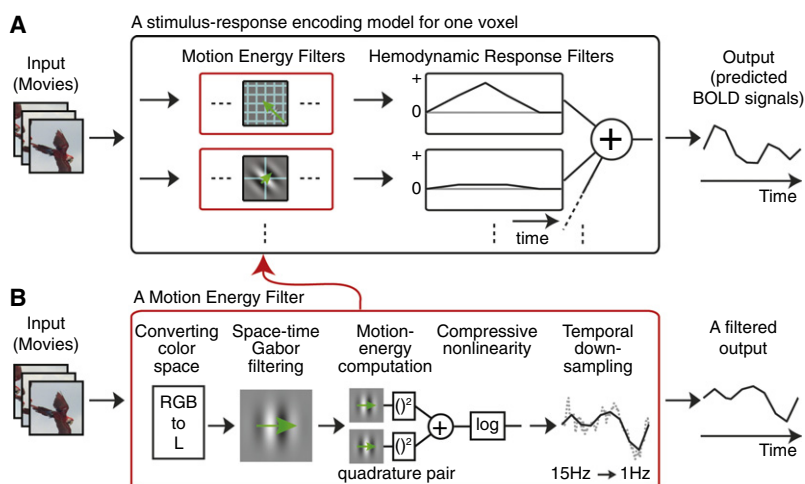 A
A stimulus-response encoding model for one voxel
Input
(Movies)
Motion Energy Filters
Hemodynamic Response Filters
+
0
+
0
time
+
Output
(predicted
BOLD signals)
Time
B
A Motion Energy Filter
Input
(Movies)
Converting
color
space
RGB
to
L
Space-time
Gabor
filtering
Motion-
energy
computation
()²
()²
quadrature pair
+
Compressive
nonlinearity
log
Temporal
down-
sampling
15Hz → 1Hz
A filtered
output
Time